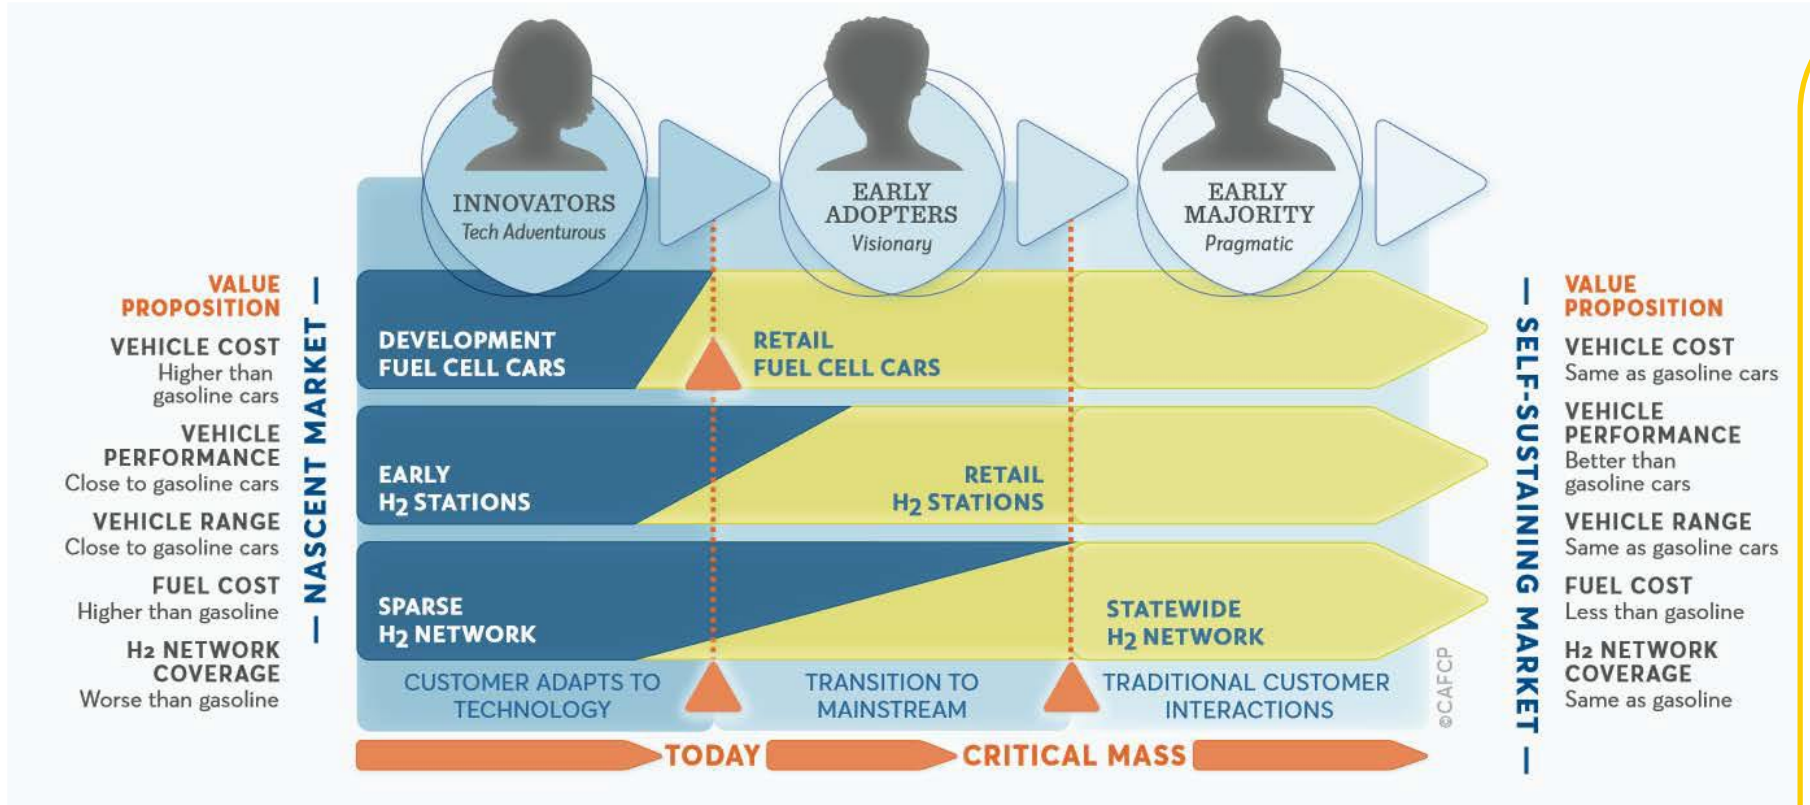 INNOVATORS
Tech Adventurous
EARLY
ADOPTERS
Visionary
EARLY
MAJORITY
Pragmatic
VALUE
PROPOSITION
VEHICLE COST
Higher than
gasoline cars
VEHICLE
PERFORMANCE
Close to gasoline cars
VEHICLE RANGE
Close to gasoline cars
FUEL COST
Higher than gasoline
H2 NETWORK
COVERAGE
Worse than gasoline
— NASCENT MARKET —
DEVELOPMENT
FUEL CELL CARS
RETAIL
FUEL CELL CARS
EARLY
H2 STATIONS
RETAIL
H2 STATIONS
SPARSE
H2 NETWORK
STATEWIDE
H2 NETWORK
CUSTOMER ADAPTS TO
TECHNOLOGY
TRANSITION TO
MAINSTREAM
TRADITIONAL CUSTOMER
INTERACTIONS
©CAFCP
TODAY
CRITICAL MASS
— SELF-SUSTAINING MARKET —
VALUE
PROPOSITION
VEHICLE COST
Same as gasoline cars
VEHICLE
PERFORMANCE
Better than
gasoline cars
VEHICLE RANGE
Same as gasoline cars
FUEL COST
Less than gasoline
H2 NETWORK
COVERAGE
Same as gasoline